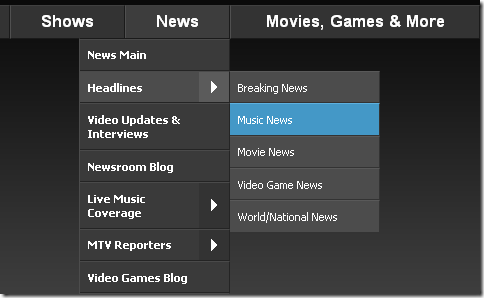 Shows
News
Movies, Games & More
News Main
Headlines
Video Updates &
Interviews
Newsroom Blog
Live Music
Coverage
MTV Reporters
Video Games Blog
Breaking News
Music News
Movie News
Video Game News
World/National News